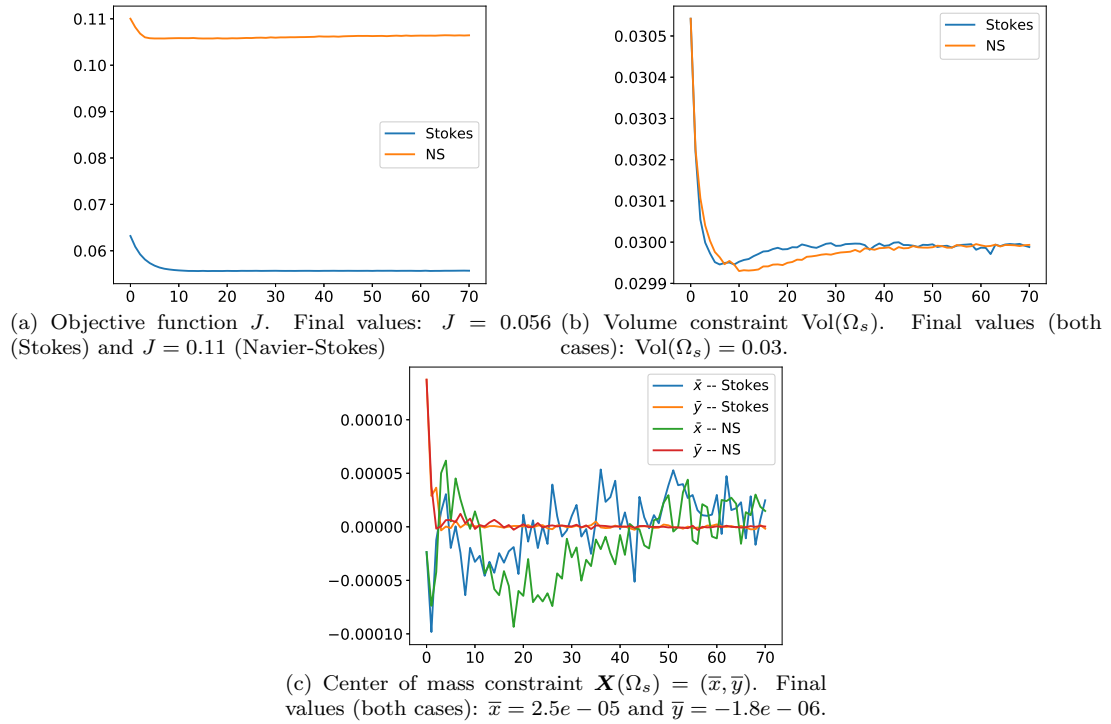 0.11
0.10
0.09
0.08
0.07
0.06
0 10 20 30 40 50 60 70
Stokes
NS
0.0305
0.0304
0.0303
0.0302
0.0301
0.0300
0.0299
0 10 20 30 40 50 60 70
Stokes
NS
(a) Objective function J. Final values: J = 0.056
(Stokes) and J = 0.11 (Navier-Stokes)
(b) Volume constraint Vol(Ωs). Final values (both
cases): Vol(Ωs) = 0.03.
0.00010
0.00005
0.00000
−0.00005
−0.00010
0 10 20 30 40 50 60 70
x̄ -- Stokes
ȳ -- Stokes
x̄ -- NS
ȳ -- NS
(c) Center of mass constraint X(Ωs) = (x̄, ȳ). Final
values (both cases): x̄ = 2.5e − 05 and ȳ = −1.8e − 06.